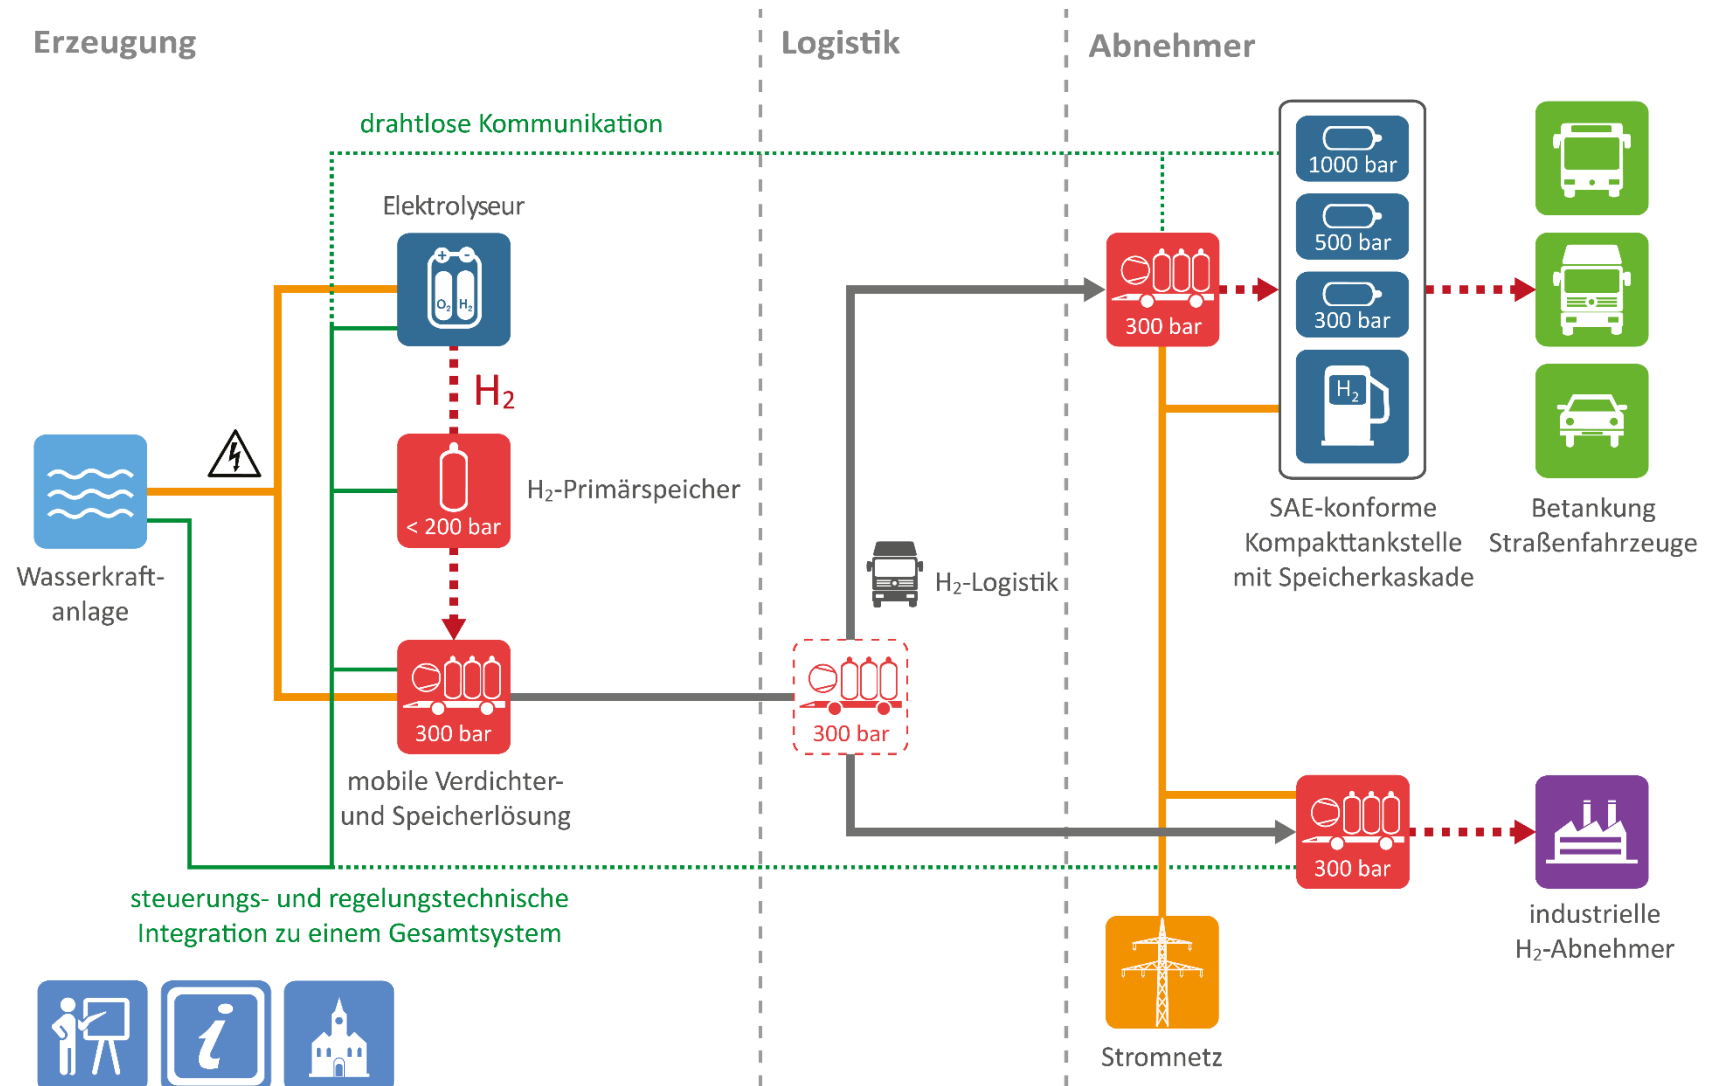 Erzeugung
Logistik
Abnehmer
drahtlose Kommunikation
Elektrolyseur
+ −
O₂ H₂
H₂
< 200 bar
H₂-Primärspeicher
Wasserkraft-
anlage
300 bar
mobile Verdichter-
und Speicherlösung
steuerungs- und regelungstechnische
Integration zu einem Gesamtsystem
i
H₂-Logistik
300 bar
300 bar
1000 bar
500 bar
300 bar
H₂
SAE-konforme
Kompakttankstelle
mit Speicherkaskade
Betankung
Straßenfahrzeuge
300 bar
industrielle
H₂-Abnehmer
Stromnetz